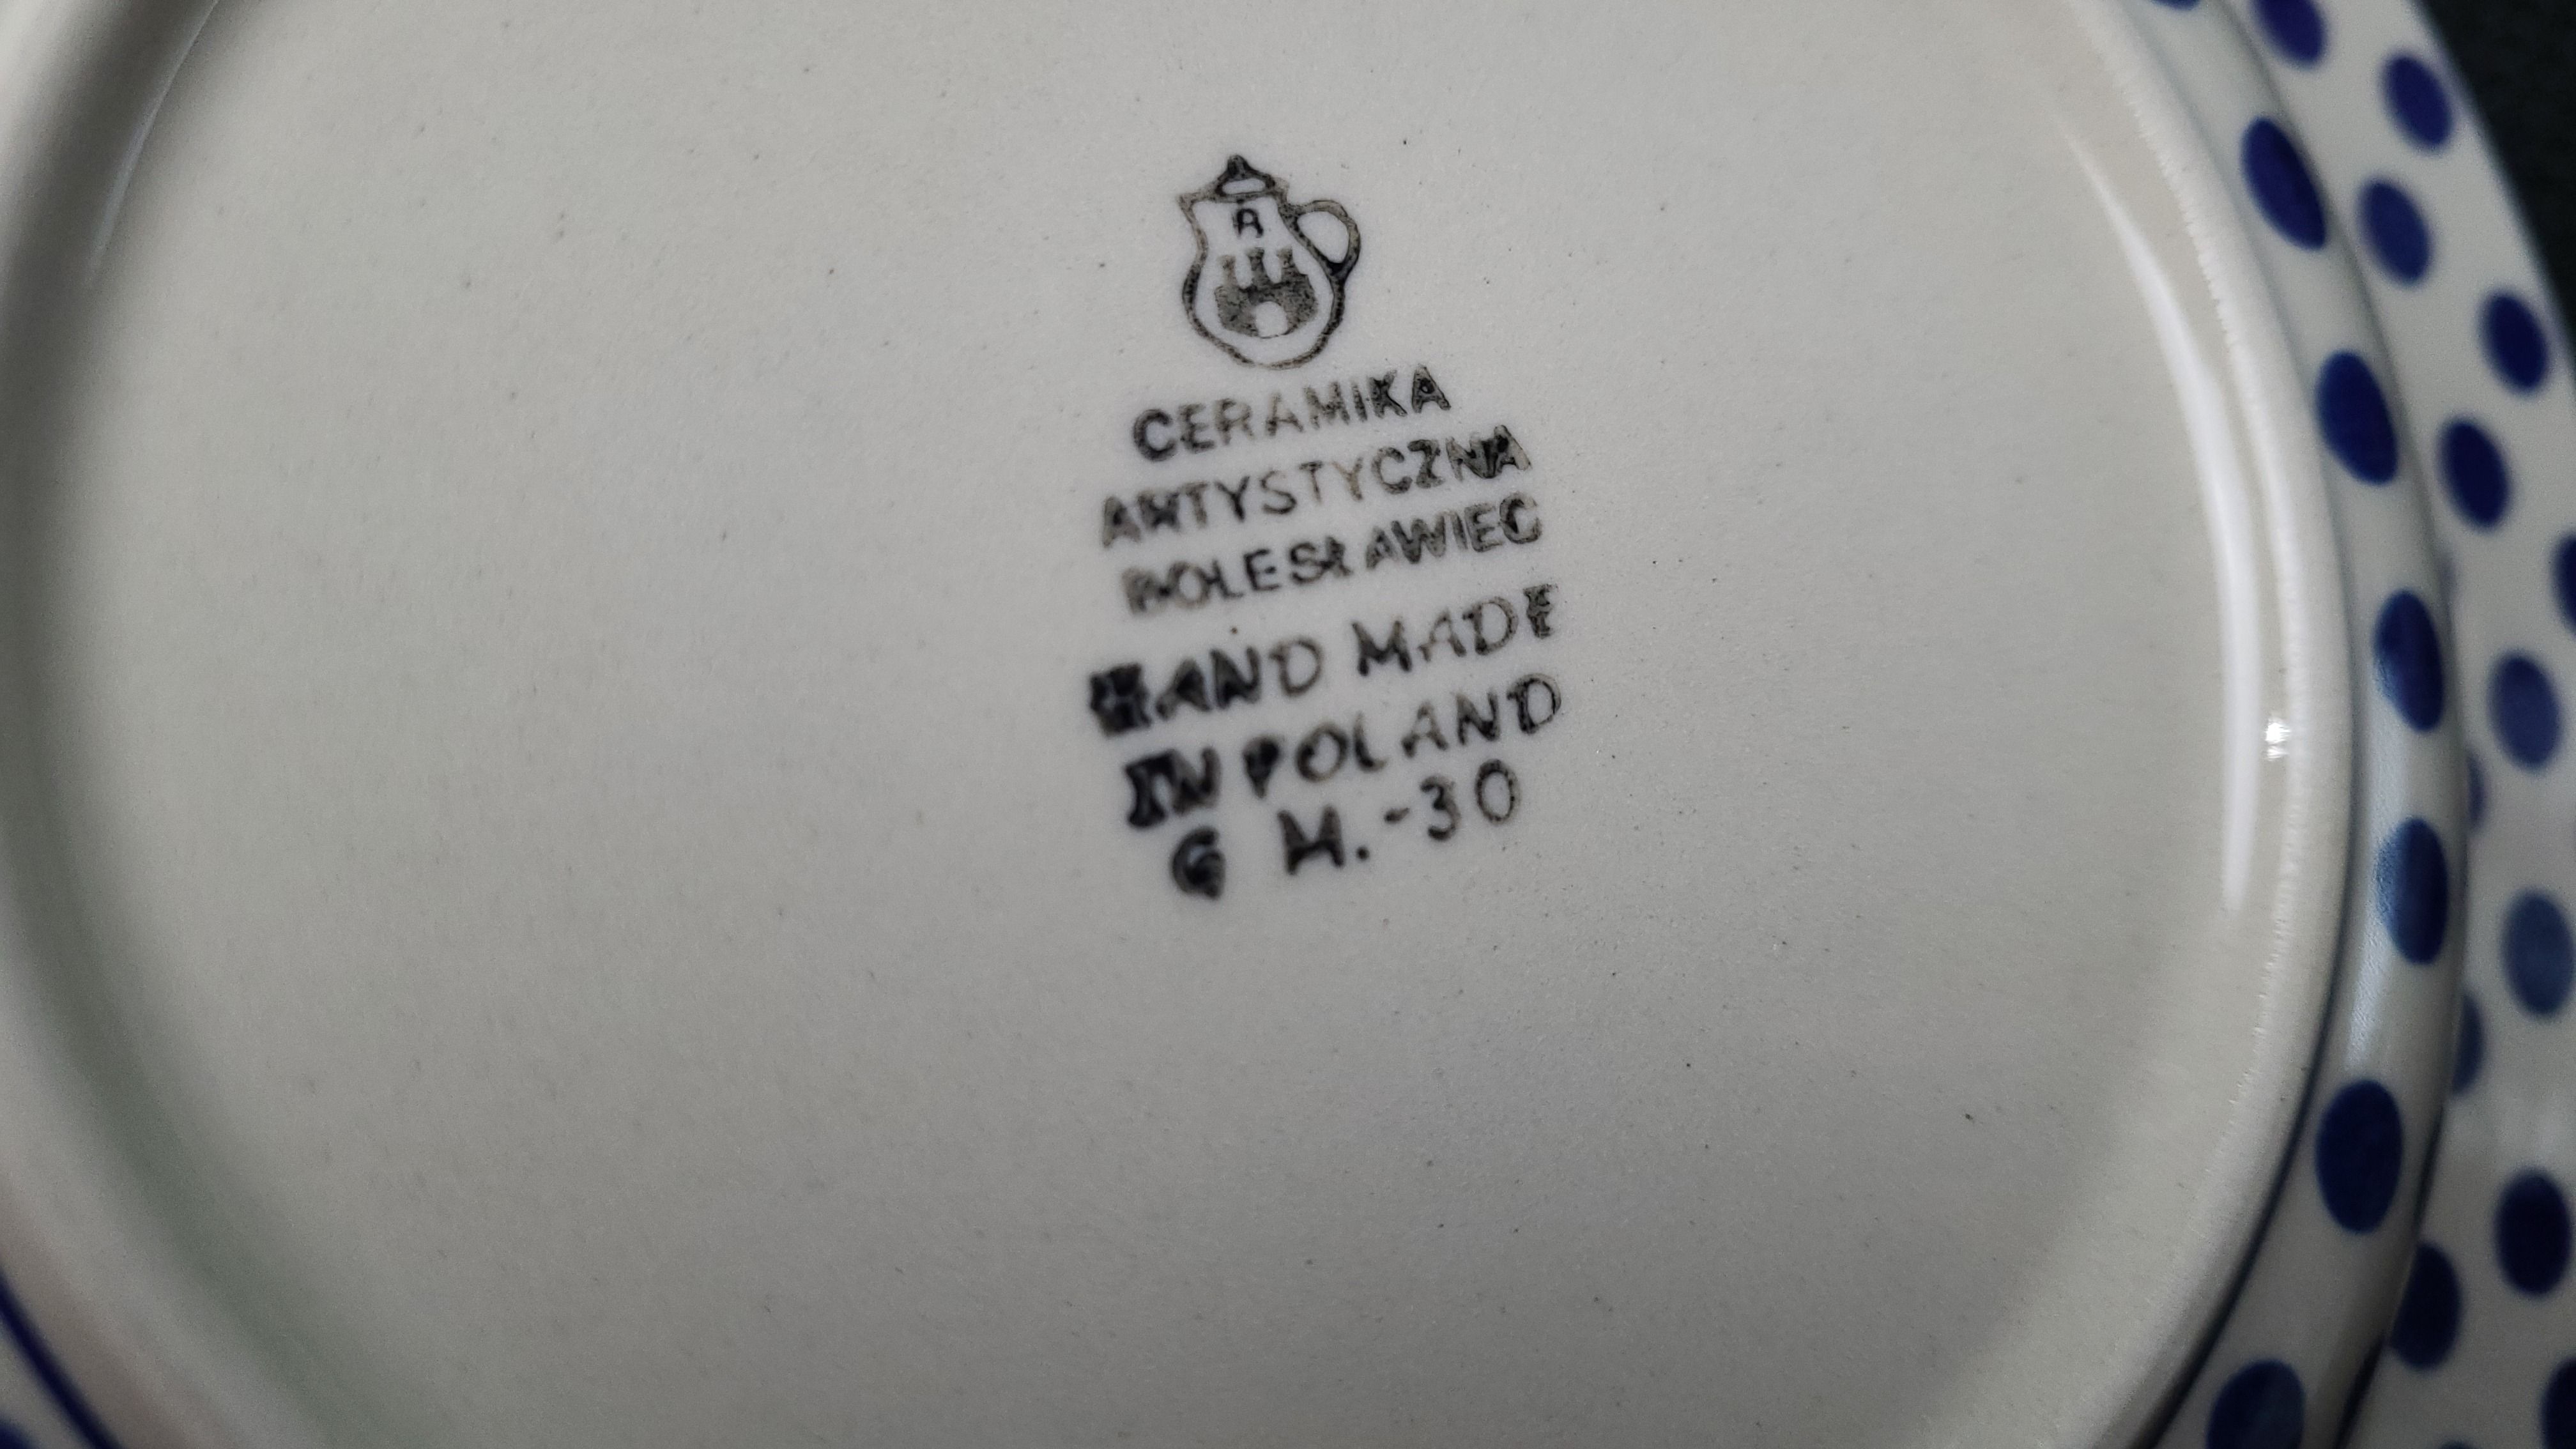 A
CERAMIKA
ARTYSTYCZNA
BOLESŁAWIEC
HAND MADE
IN POLAND
G M.-30